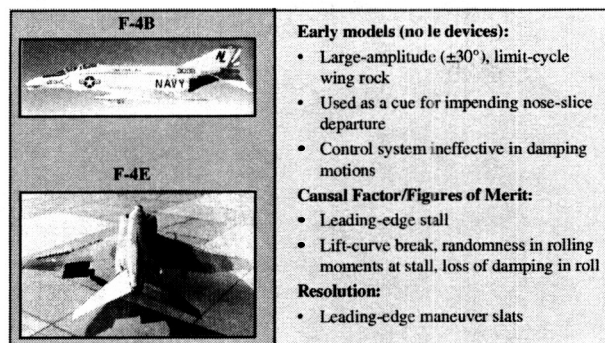 F-4B
NL
NAVY
F-4E
Early models (no le devices):
• Large-amplitude (±30°), limit-cycle
wing rock
• Used as a cue for impending nose-slice
departure
• Control system ineffective in damping
motions
Causal Factor/Figures of Merit:
• Leading-edge stall
• Lift-curve break, randomness in rolling
moments at stall, loss of damping in roll
Resolution:
• Leading-edge maneuver slats